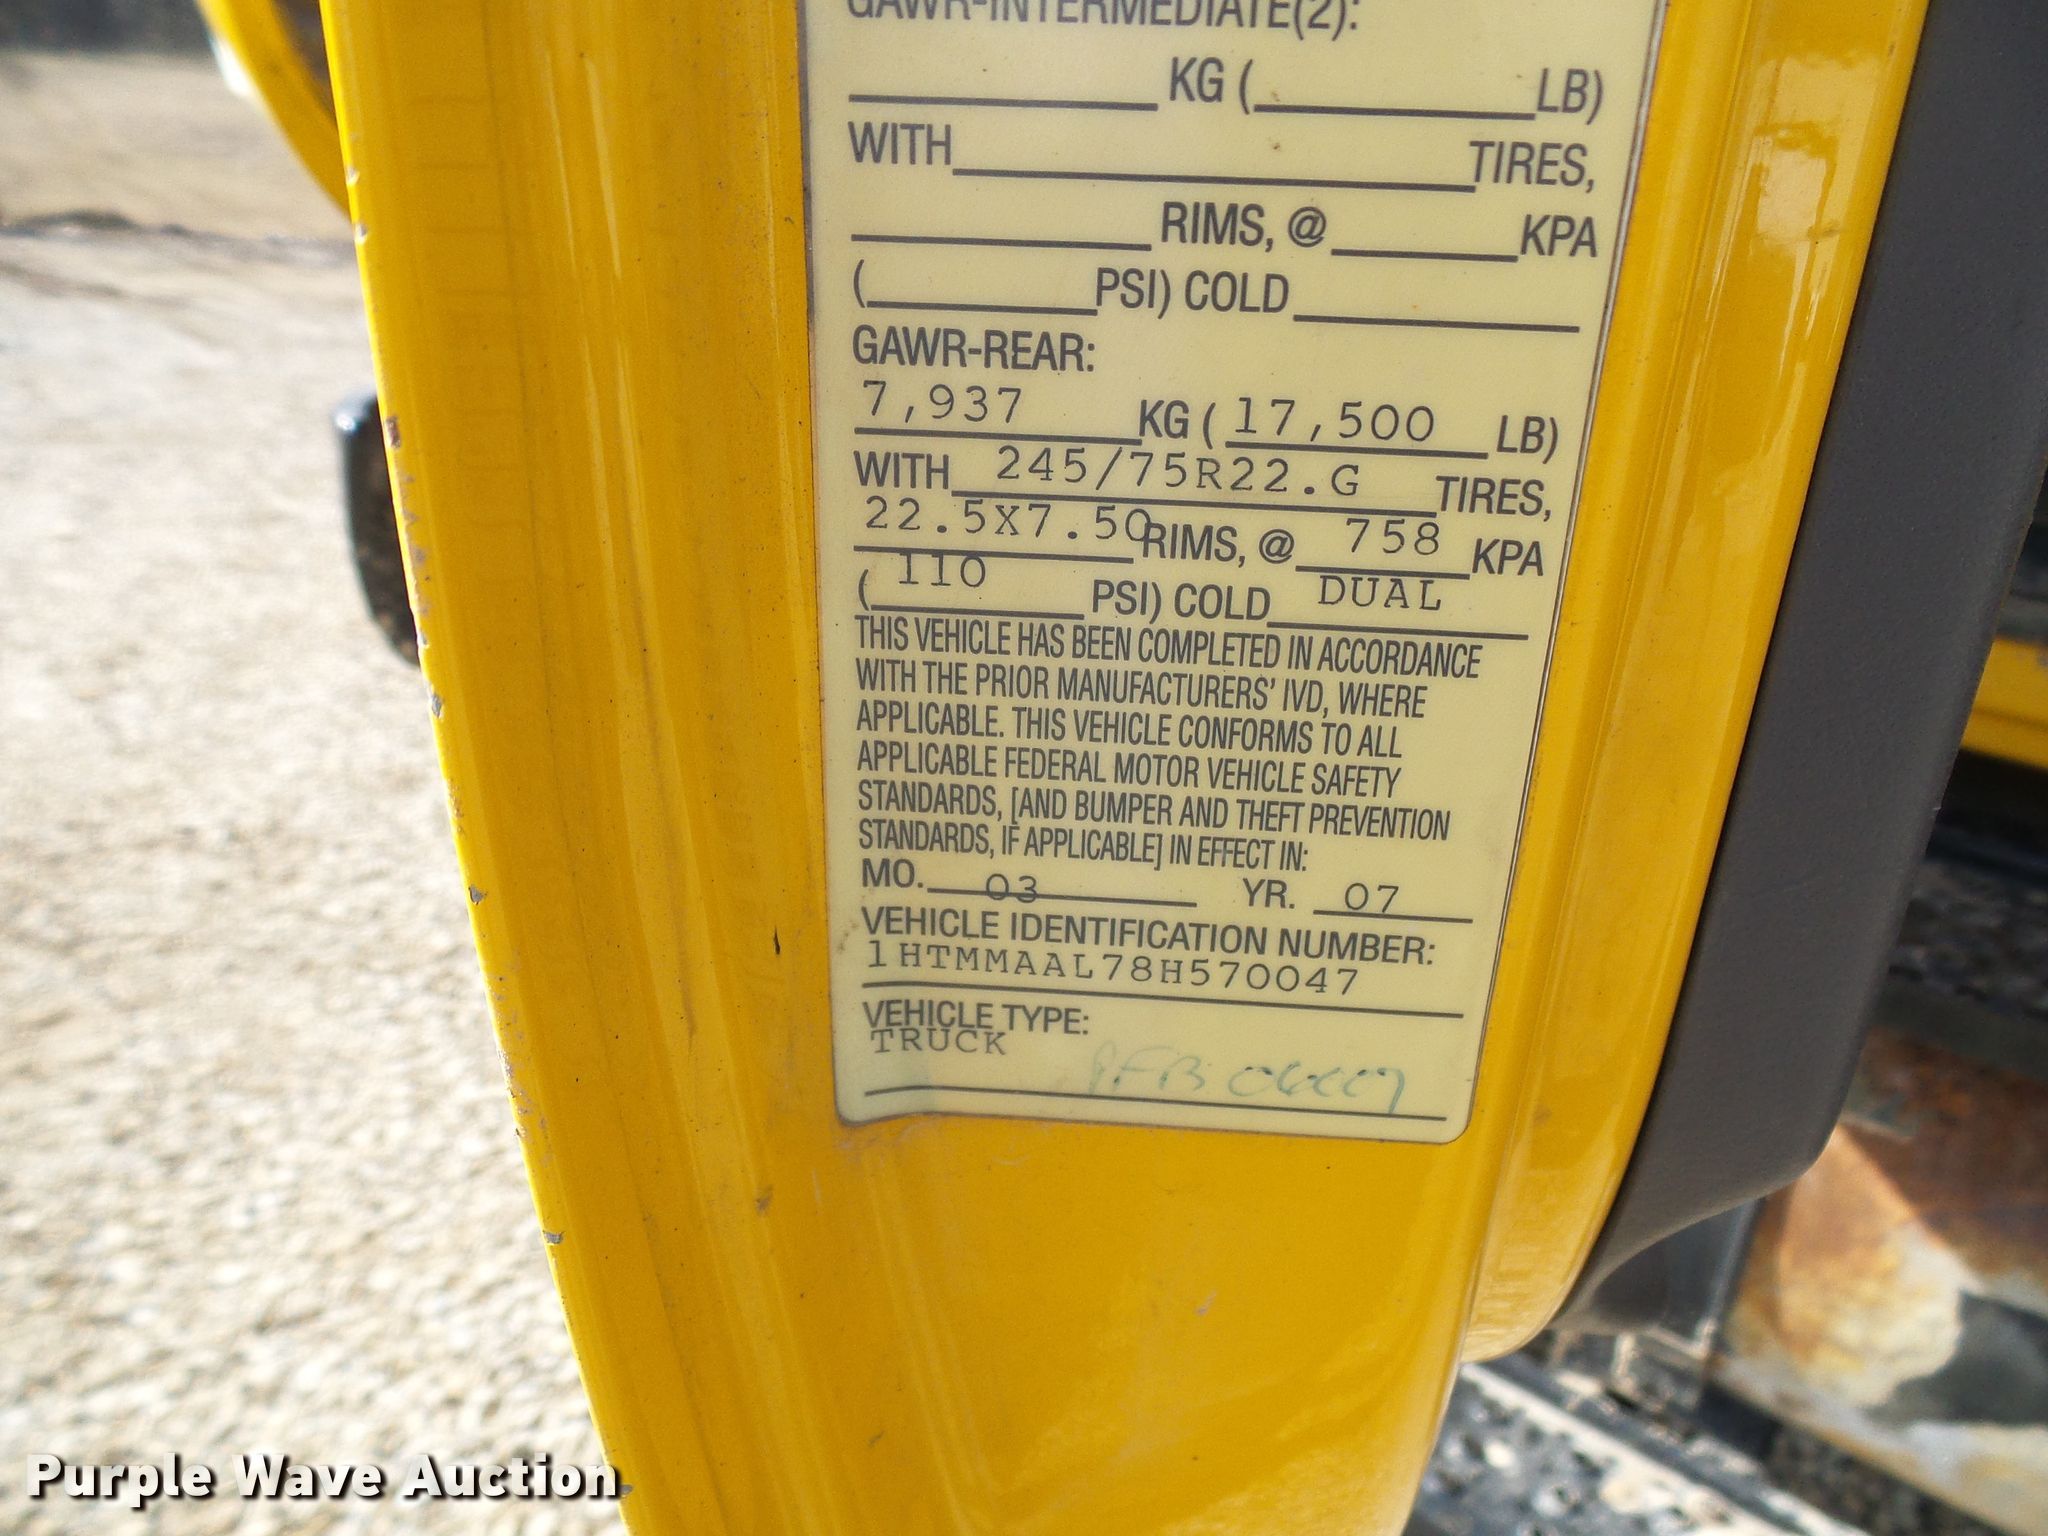 GAWR-INTERMEDIATE(2):
KG ( LB)
WITH TIRES,
RIMS, @ KPA
( PSI) COLD
GAWR-REAR:
7,937 KG ( 17,500 LB)
WITH 245/75R22.G TIRES,
22.5X7.50 RIMS, @ 758 KPA
( 110 PSI) COLD DUAL
THIS VEHICLE HAS BEEN COMPLETED IN ACCORDANCE
WITH THE PRIOR MANUFACTURERS' IVD, WHERE
APPLICABLE. THIS VEHICLE CONFORMS TO ALL
APPLICABLE FEDERAL MOTOR VEHICLE SAFETY
STANDARDS, [AND BUMPER AND THEFT PREVENTION
STANDARDS, IF APPLICABLE] IN EFFECT IN:
MO. 03 YR. 07
VEHICLE IDENTIFICATION NUMBER:
1HTMMAAL78H570047
VEHICLE TYPE:
TRUCK
Purple Wave Auction